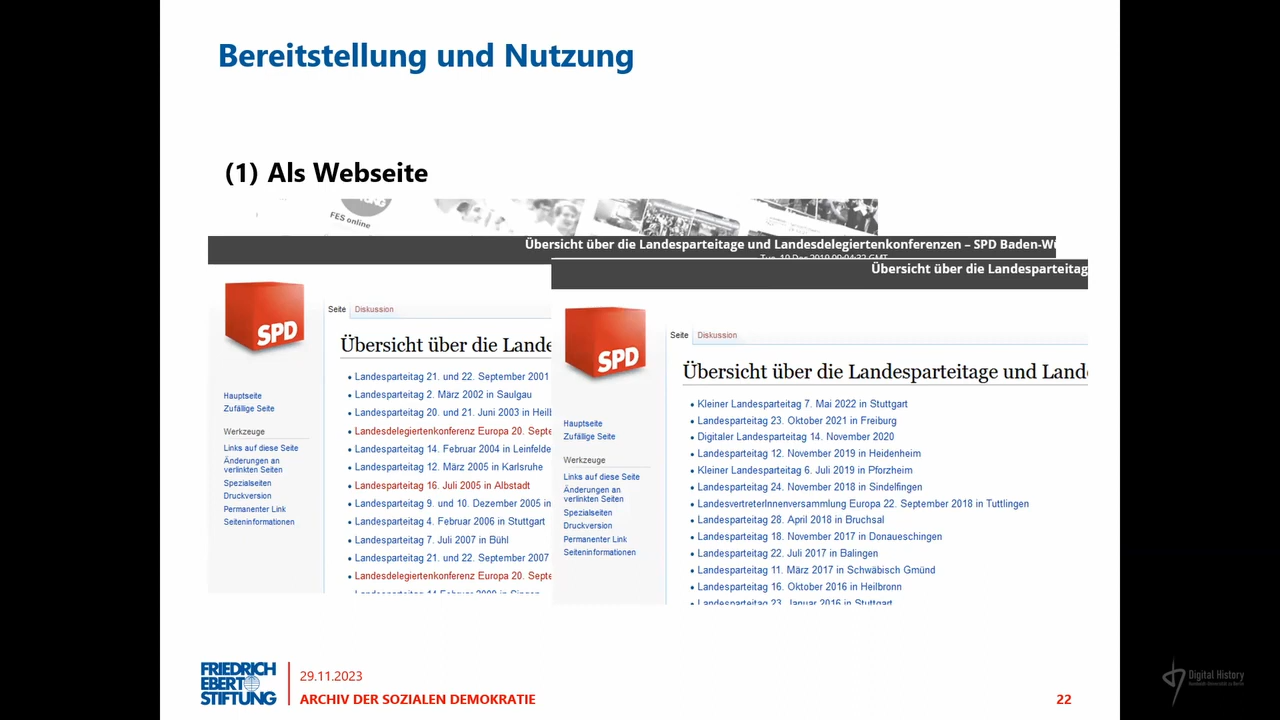 Bereitstellung und Nutzung
(1) Als Webseite
FES online
Übersicht über die Landesparteitage und Landesdelegiertenkonferenzen – SPD Baden-Wü
Übersicht über die Landesparteitag
SPD
Seite Diskussion
Übersicht über die Lande
Landesparteitag 21. und 22. September 2001
Landesparteitag 2. März 2002 in Saulgau
Landesparteitag 20. und 21. Juni 2003 in Heilb
Landesdelegiertenkonferenz Europa 20. Septe
Landesparteitag 14. Februar 2004 in Leinfelde
Landesparteitag 12. März 2005 in Karlsruhe
Landesparteitag 16. Juli 2005 in Albstadt
Landesparteitag 9. und 10. Dezember 2005 in
Landesparteitag 4. Februar 2006 in Stuttgart
Landesparteitag 7. Juli 2007 in Bühl
Landesparteitag 21. und 22. September 2007
Landesdelegiertenkonferenz Europa 20. Septe
Hauptseite
Zufällige Seite
Werkzeuge
Links auf diese Seite
Änderungen an
verlinkten Seiten
Spezialseiten
Druckversion
Permanenter Link
Seiteninformationen
SPD
Seite Diskussion
Übersicht über die Landesparteitage und Land
Kleiner Landesparteitag 7. Mai 2022 in Stuttgart
Landesparteitag 23. Oktober 2021 in Freiburg
Digitaler Landesparteitag 14. November 2020
Landesparteitag 12. November 2019 in Heidenheim
Kleiner Landesparteitag 6. Juli 2019 in Pforzheim
Landesparteitag 24. November 2018 in Sindelfingen
LandesvertreterInnenversammlung Europa 22. September 2018 in Tuttlingen
Landesparteitag 28. April 2018 in Bruchsal
Landesparteitag 18. November 2017 in Donaueschingen
Landesparteitag 22. Juli 2017 in Balingen
Landesparteitag 11. März 2017 in Schwäbisch Gmünd
Landesparteitag 16. Oktober 2016 in Heilbronn
Landesparteitag 23. Januar 2016 in Stuttgart
Hauptseite
Zufällige Seite
Werkzeuge
Links auf diese Seite
Änderungen an
verlinkten Seiten
Spezialseiten
Druckversion
Permanenter Link
Seiteninformationen
FRIEDRICH
EBERT
STIFTUNG
29.11.2023
ARCHIV DER SOZIALEN DEMOKRATIE
22
Digital History